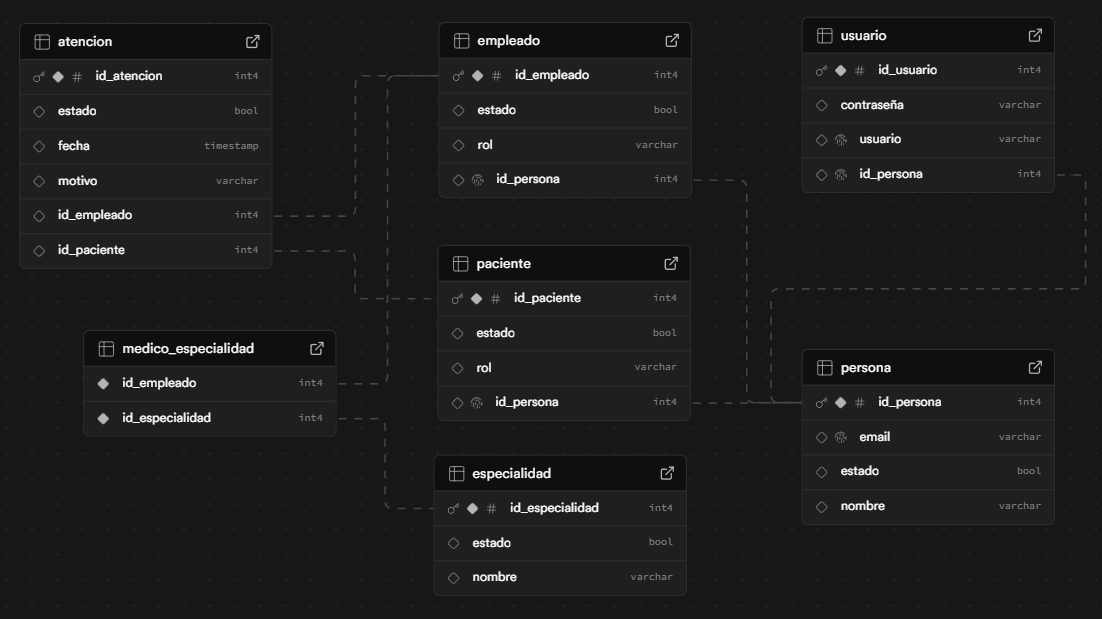 atencion
id_atencion int4
estado bool
fecha timestamp
motivo varchar
id_empleado int4
id_paciente int4
empleado
id_empleado int4
estado bool
rol varchar
id_persona int4
usuario
id_usuario int4
contraseña varchar
usuario varchar
id_persona int4
paciente
id_paciente int4
estado bool
rol varchar
id_persona int4
medico_especialidad
id_empleado int4
id_especialidad int4
persona
id_persona int4
email varchar
estado bool
nombre varchar
especialidad
id_especialidad int4
estado bool
nombre varchar